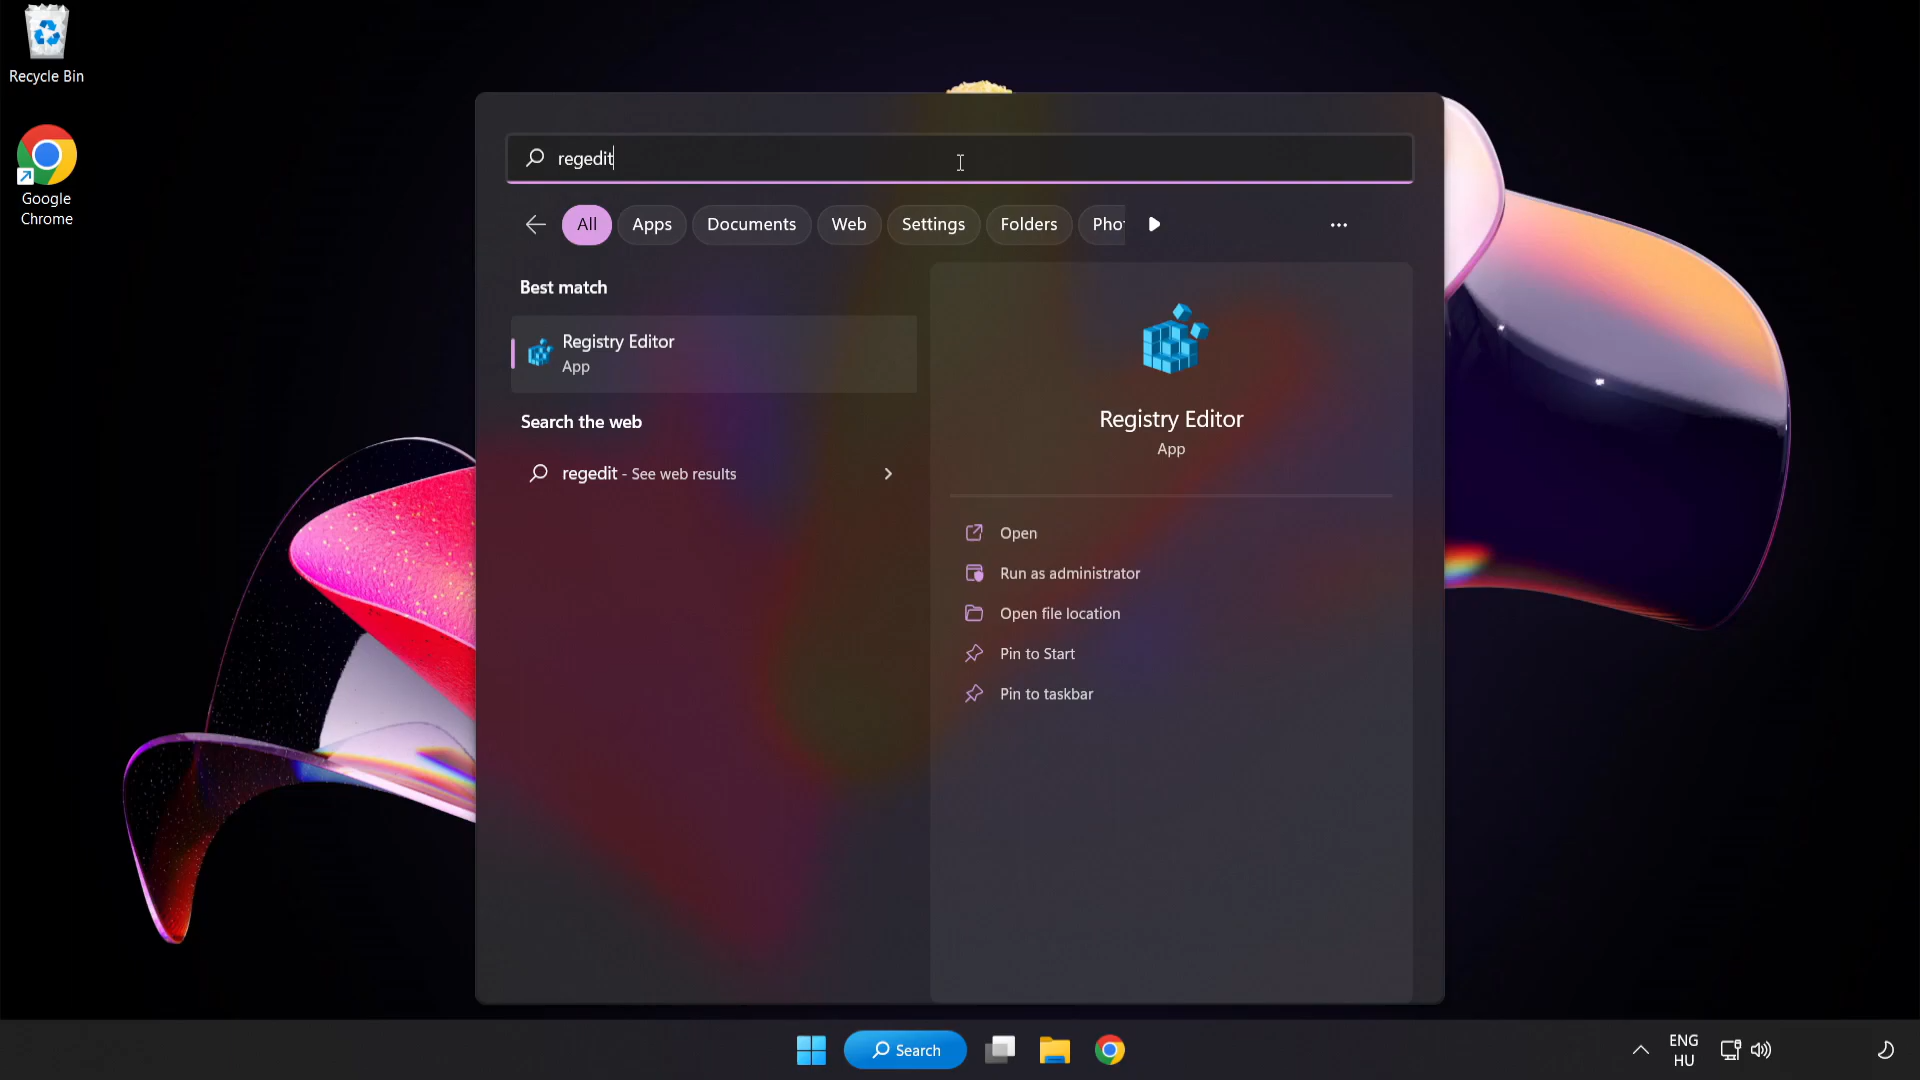 Recycle Bin
Google
Chrome
regedit
All
Apps
Documents
Web
Settings
Folders
Best match
Registry Editor
App
Search the web
regedit - See web results
Registry Editor
App
Open
Run as administrator
Open file location
Pin to Start
Pin to taskbar
Search
ENG
HU